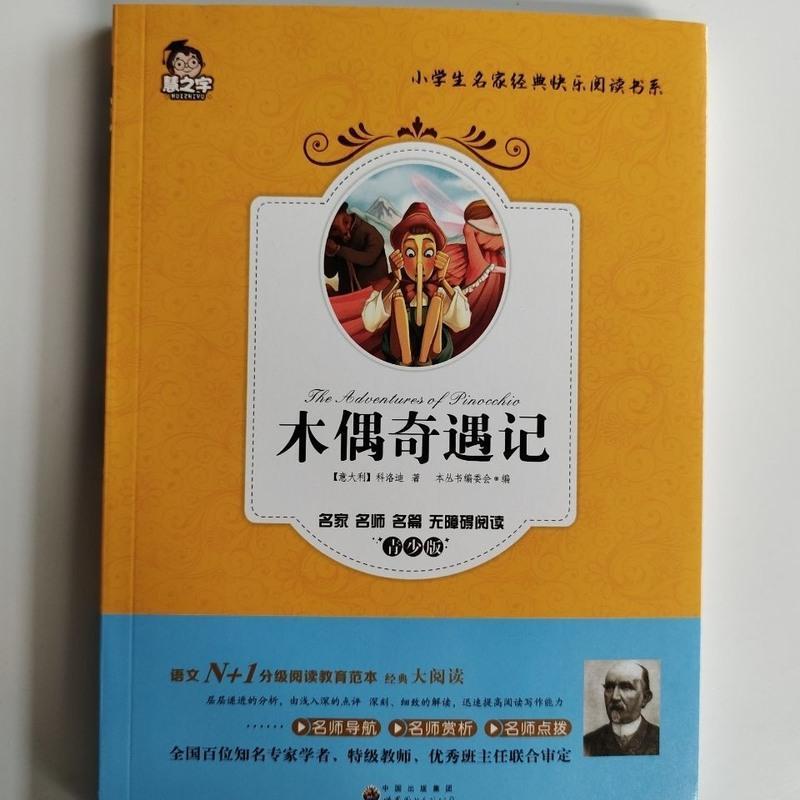 慧之字
HUIZHIYU
小学生名家经典快乐阅读书系
The Adventures of Pinocchio
木偶奇遇记
【意大利】科洛迪 著 本丛书编委会·编
名家 名师 名篇 无障碍阅读
青少版
语文N+1分级阅读教育范本 经典大阅读
层层递进的分析，由浅入深的点评 深刻、细致的解读，迅速提高阅读写作能力
……名师导航 名师赏析 名师点拨
全国百位知名专家学者、特级教师、优秀班主任联合审定
中国出版集团